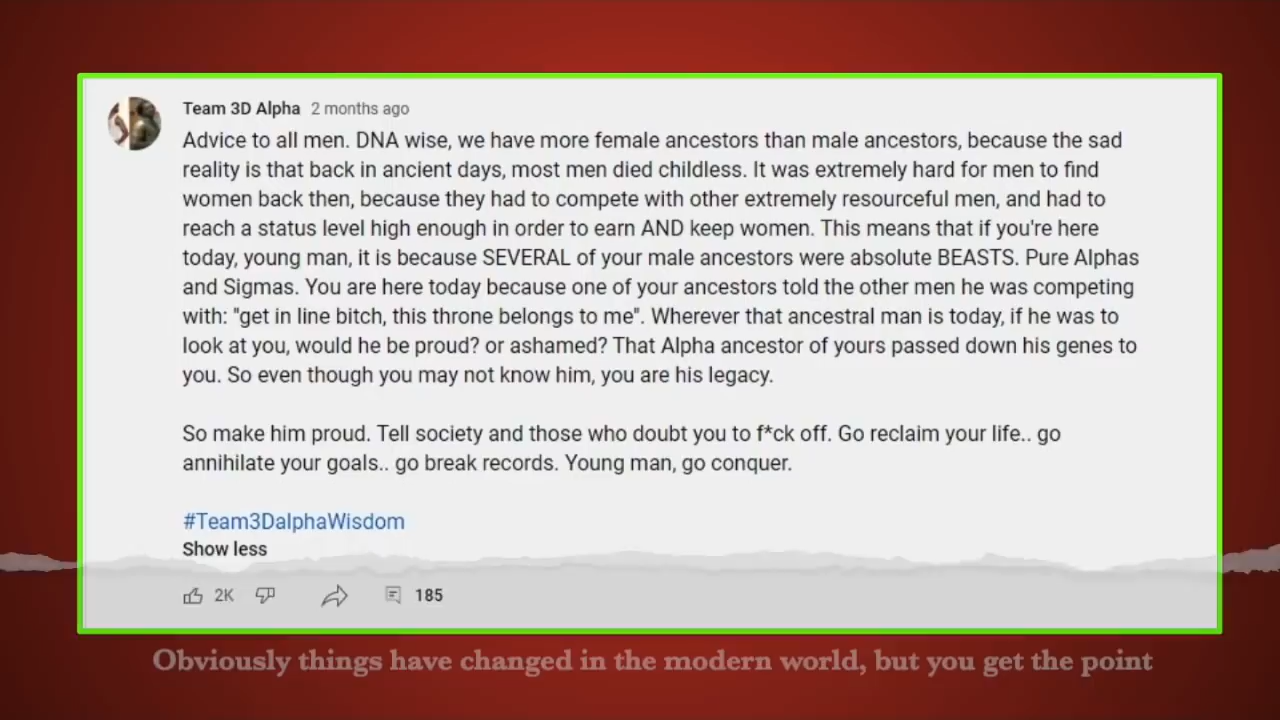 Team 3D Alpha 2 months ago
Advice to all men. DNA wise, we have more female ancestors than male ancestors, because the sad
reality is that back in ancient days, most men died childless. It was extremely hard for men to find
women back then, because they had to compete with other extremely resourceful men, and had to
reach a status level high enough in order to earn AND keep women. This means that if you're here
today, young man, it is because SEVERAL of your male ancestors were absolute BEASTS. Pure Alphas
and Sigmas. You are here today because one of your ancestors told the other men he was competing
with: "get in line bitch, this throne belongs to me". Wherever that ancestral man is today, if he was to
look at you, would he be proud? or ashamed? That Alpha ancestor of yours passed down his genes to
you. So even though you may not know him, you are his legacy.
So make him proud. Tell society and those who doubt you to f*ck off. Go reclaim your life.. go
annihilate your goals.. go break records. Young man, go conquer.
#Team3DalphaWisdom
Show less
2K 185
Obviously things have changed in the modern world, but you get the point